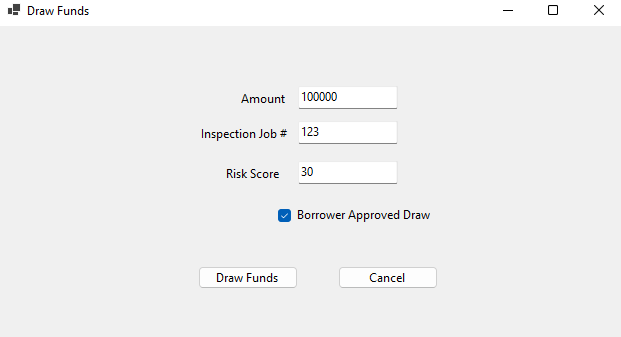 Draw Funds
Amount 100000
Inspection Job # 123
Risk Score 30
Borrower Approved Draw
Draw Funds Cancel